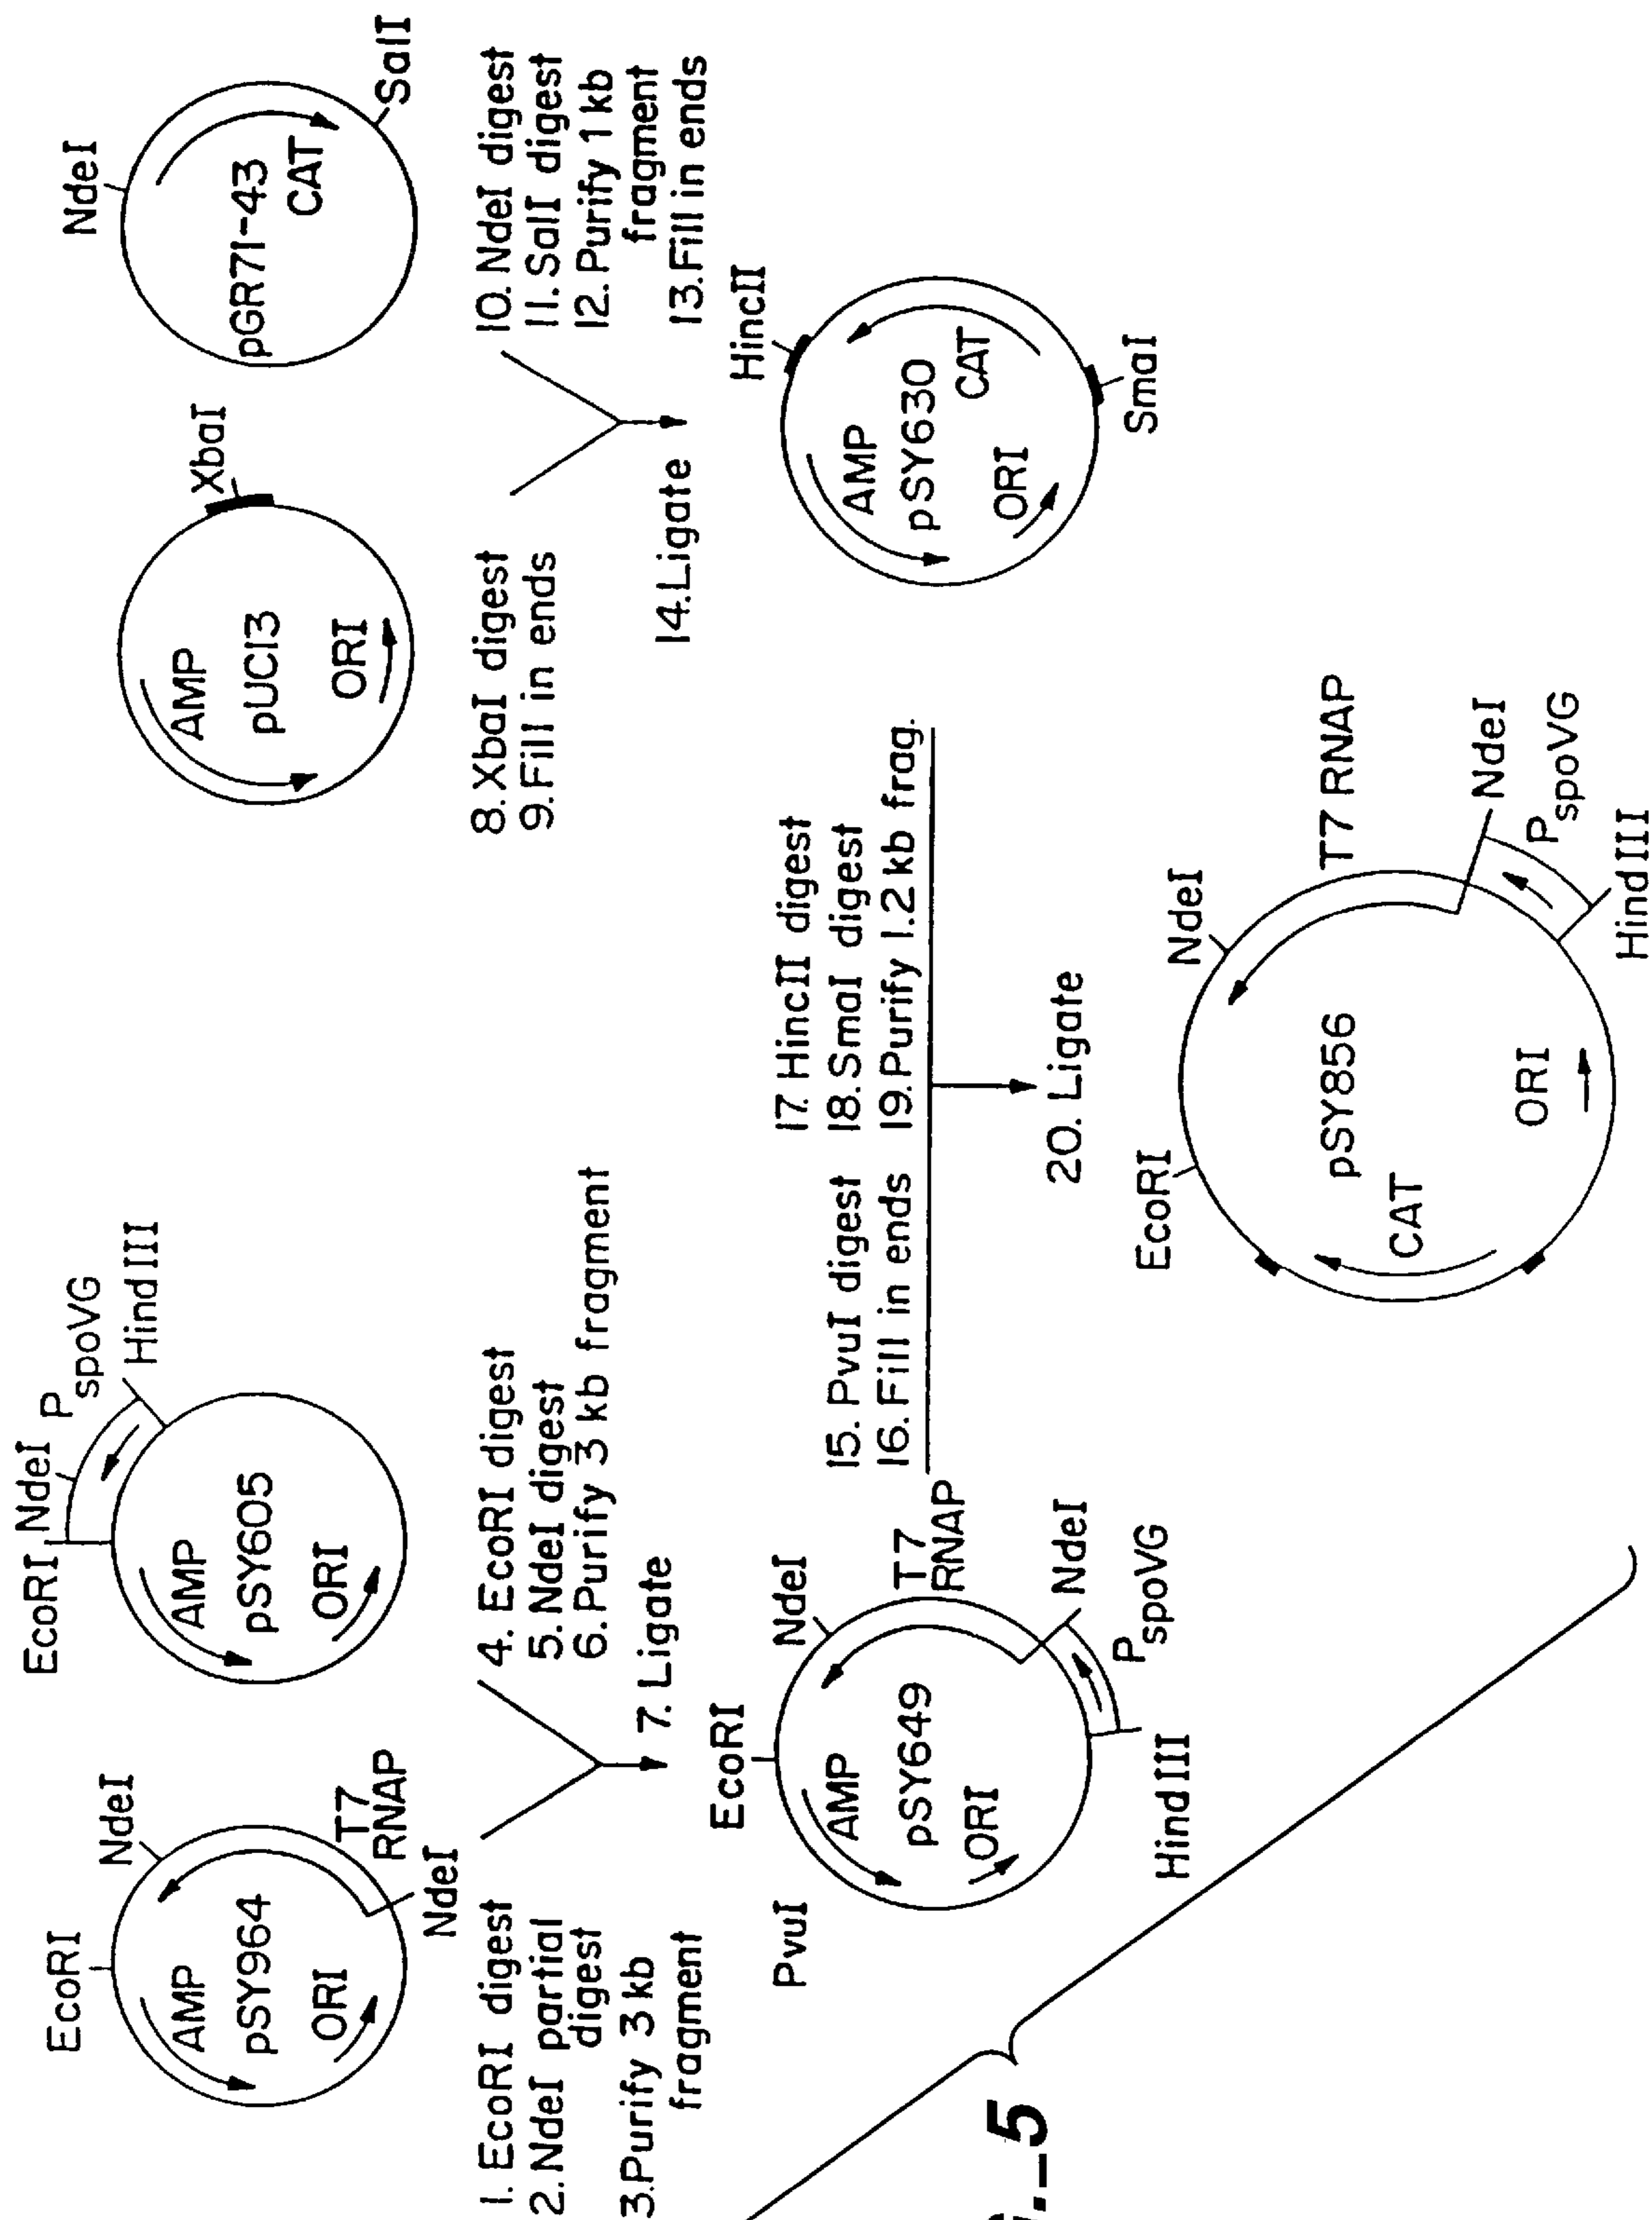 EcoRI
NdeI
AMP
pSY964
ORI
T7
RNAP
NdeI
1. EcoRI digest
2. NdeI partial
digest
3. Purify 3 kb
fragment
EcoRI
NdeI
P spoVG
HindIII
AMP
pSY605
ORI
4. EcoRI digest
5. NdeI digest
6. Purify 3 kb fragment
7. Ligate
XbaI
AMP
pUC13
ORI
8. XbaI digest
9. Fill in ends
NdeI
pGR71-43
CAT
SalI
10. NdeI digest
11. SalI digest
12. Purify 1 kb
fragment
13. Fill in ends
14. Ligate
PvuI
EcoRI
NdeI
AMP
pSY649
ORI
T7
RNAP
NdeI
P spoVG
HindIII
HincII
AMP
pSY630
CAT
ORI
SmaI
15. PvuI digest
16. Fill in ends
17. HincII digest
18. SmaI digest
19. Purify 1.2 kb frag.
20. Ligate
EcoRI
NdeI
T7 RNAP
pSY856
CAT
ORI
NdeI
P spoVG
HindIII
._5